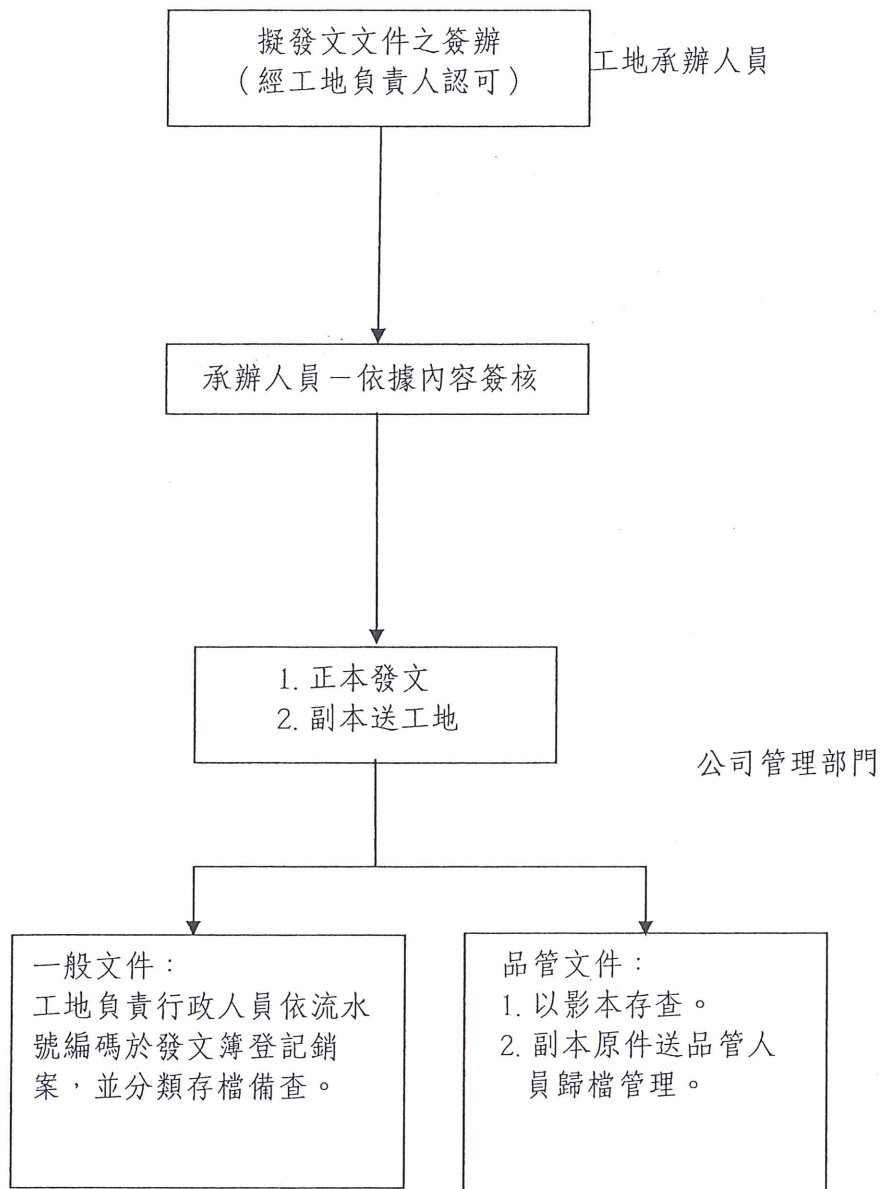 擬發文文件之簽辦
（經工地負責人認可）
工地承辦人員
承辦人員－依據內容簽核
1. 正本發文
2. 副本送工地
公司管理部門
一般文件：
工地負責行政人員依流水
號編碼於發文簿登記銷
案，並分類存檔備查。
品管文件：
1. 以影本存查。
2. 副本原件送品管人
員歸檔管理。